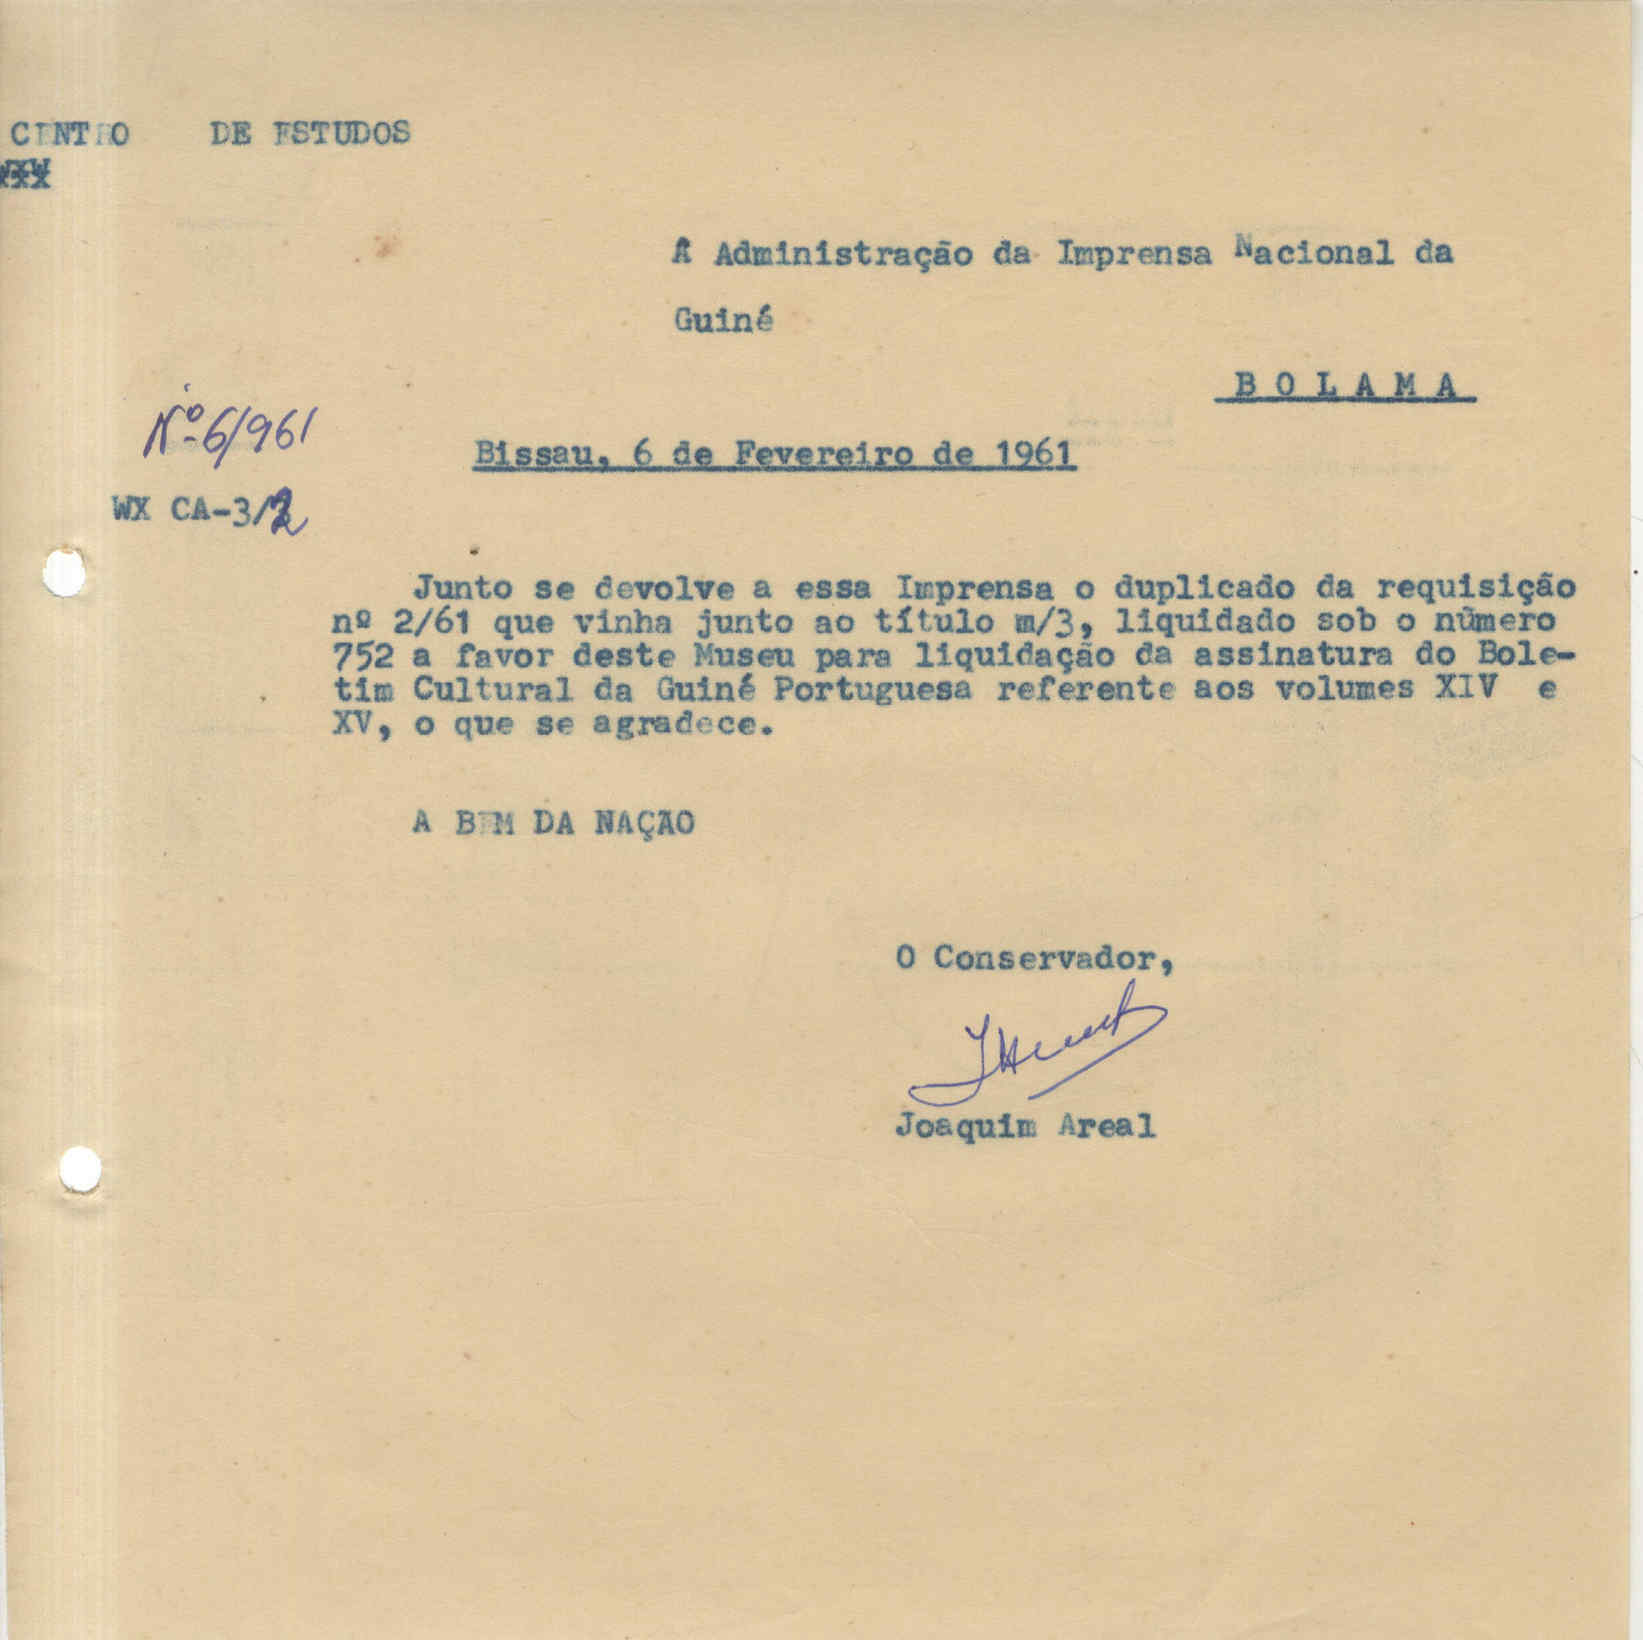 CENTRO DE ESTUDOS
À Administração da Imprensa Nacional da
Guiné
B O L A M A
Nº 6/961
Bissau, 6 de Fevereiro de 1961
WX CA-3/2
Junto se devolve a essa Imprensa o duplicado da requisição
nº 2/61 que vinha junto ao título m/3, liquidado sob o número
752 a favor deste Museu para liquidação da assinatura do Bole-
tim Cultural da Guiné Portuguesa referente aos volumes XIV e
XV, o que se agradece.
A BEM DA NAÇÃO
O Conservador,
Joaquim Areal